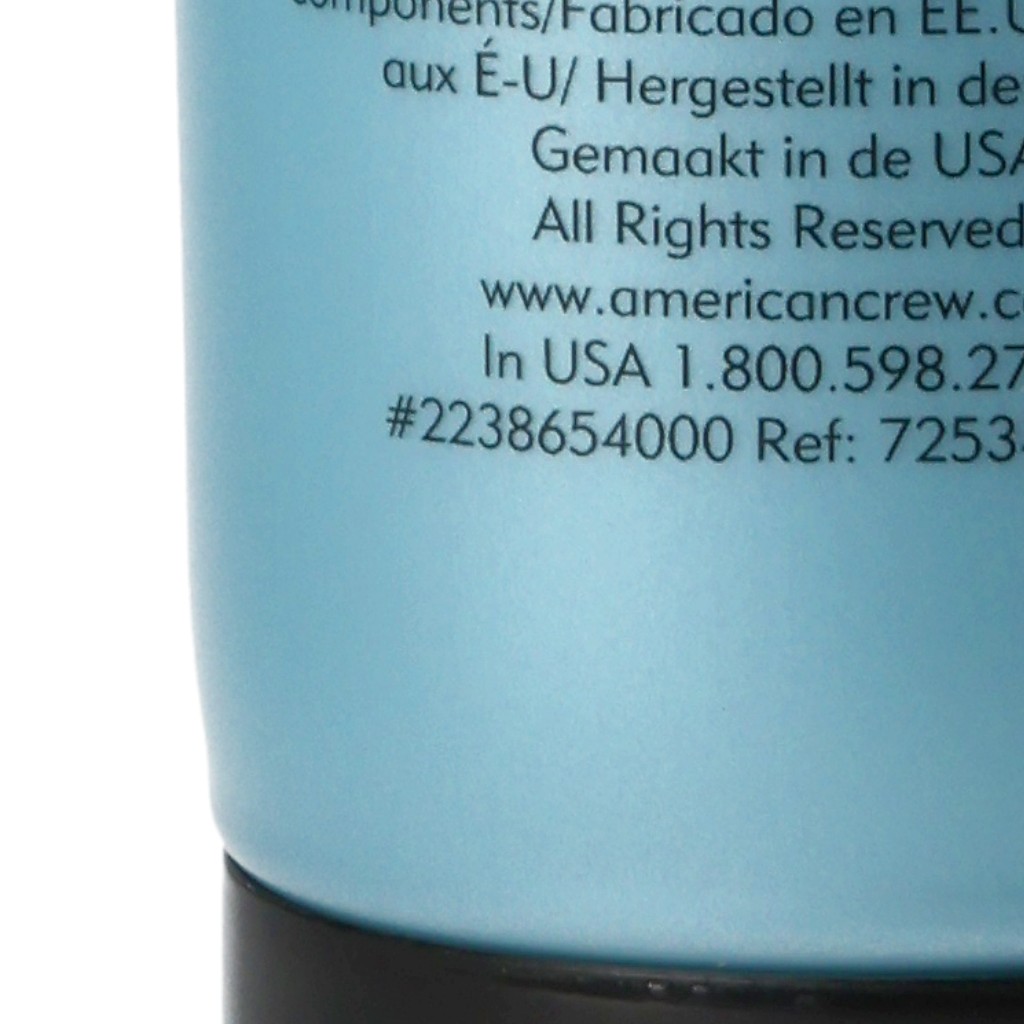 components/Fabricado en EE.U
aux É-U/ Hergestellt in de
Gemaakt in de USA
All Rights Reserved
www.americancrew.c
In USA 1.800.598.27
#2238654000 Ref: 7253